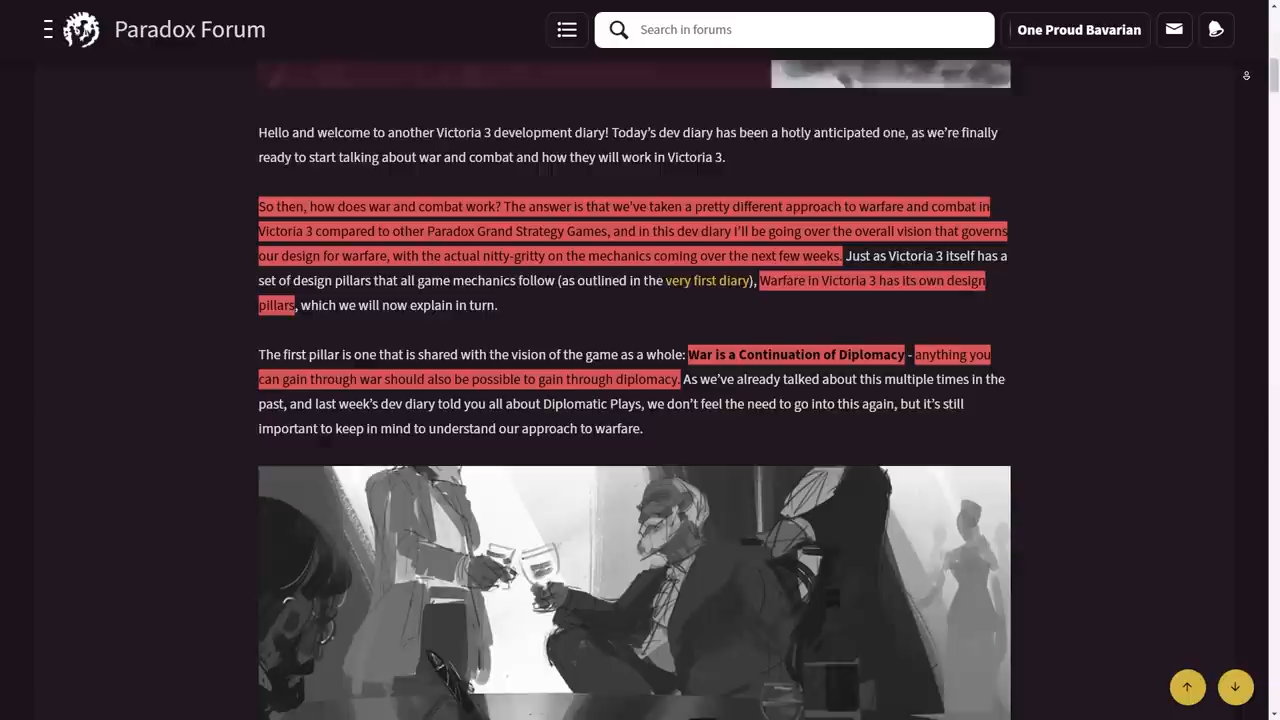 Paradox Forum
Search in forums
One Proud Bavarian
Hello and welcome to another Victoria 3 development diary! Today's dev diary has been a hotly anticipated one, as we're finally
ready to start talking about war and combat and how they will work in Victoria 3.
So then, how does war and combat work? The answer is that we've taken a pretty different approach to warfare and combat in
Victoria 3 compared to other Paradox Grand Strategy Games, and in this dev diary I'll be going over the overall vision that governs
our design for warfare, with the actual nitty-gritty on the mechanics coming over the next few weeks. Just as Victoria 3 itself has a
set of design pillars that all game mechanics follow (as outlined in the very first diary), Warfare in Victoria 3 has its own design
pillars, which we will now explain in turn.
The first pillar is one that is shared with the vision of the game as a whole: War is a Continuation of Diplomacy - anything you
can gain through war should also be possible to gain through diplomacy. As we've already talked about this multiple times in the
past, and last week's dev diary told you all about Diplomatic Plays, we don't feel the need to go into this again, but it's still
important to keep in mind to understand our approach to warfare.